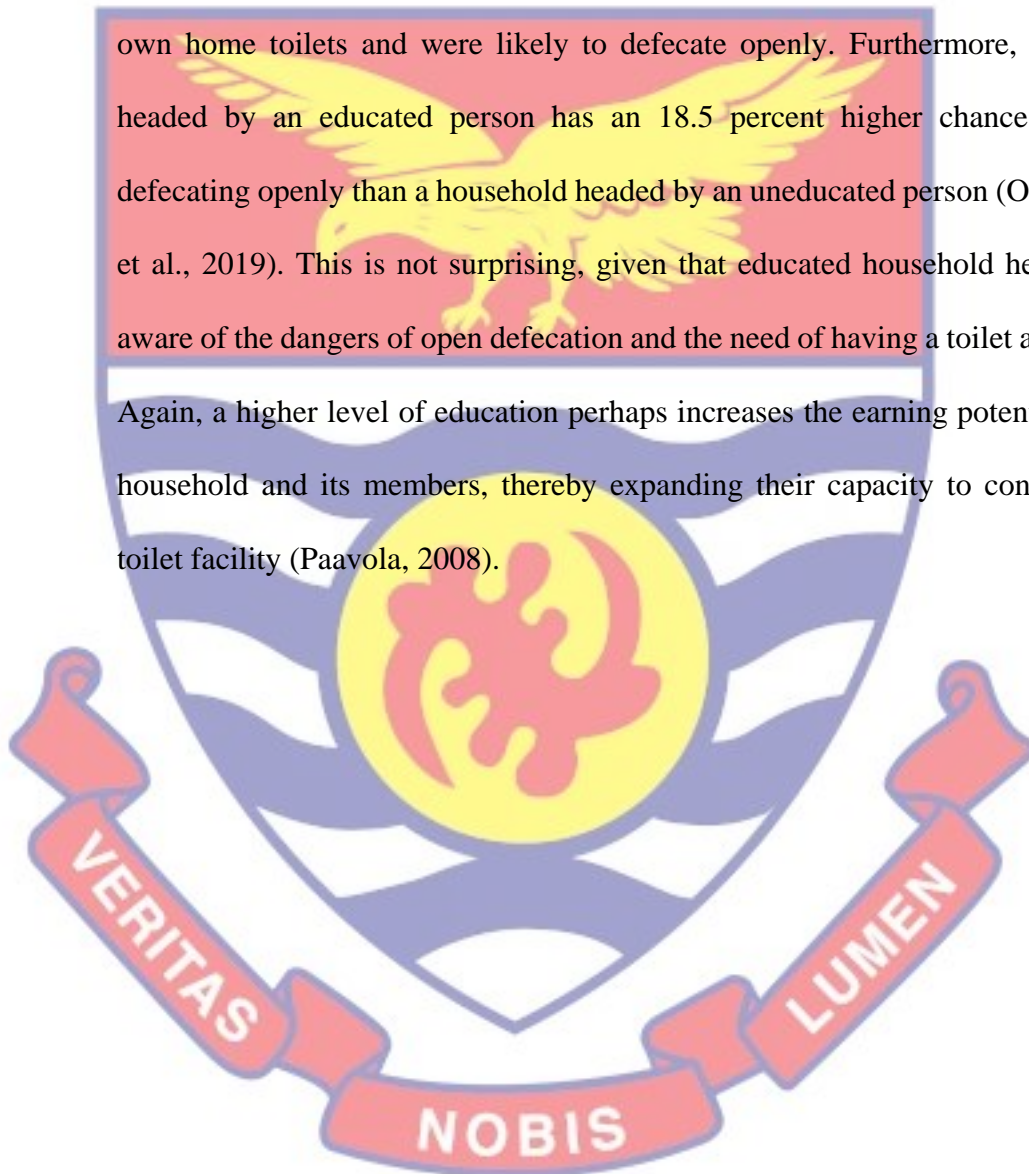 own home toilets and were likely to defecate openly. Furthermore,
headed by an educated person has an 18.5 percent higher chance
defecating openly than a household headed by an uneducated person (O
et al., 2019). This is not surprising, given that educated household he
aware of the dangers of open defecation and the need of having a toilet a
Again, a higher level of education perhaps increases the earning poten
household and its members, thereby expanding their capacity to con
toilet facility (Paavola, 2008).
VERITAS
NOBIS
LUMEN